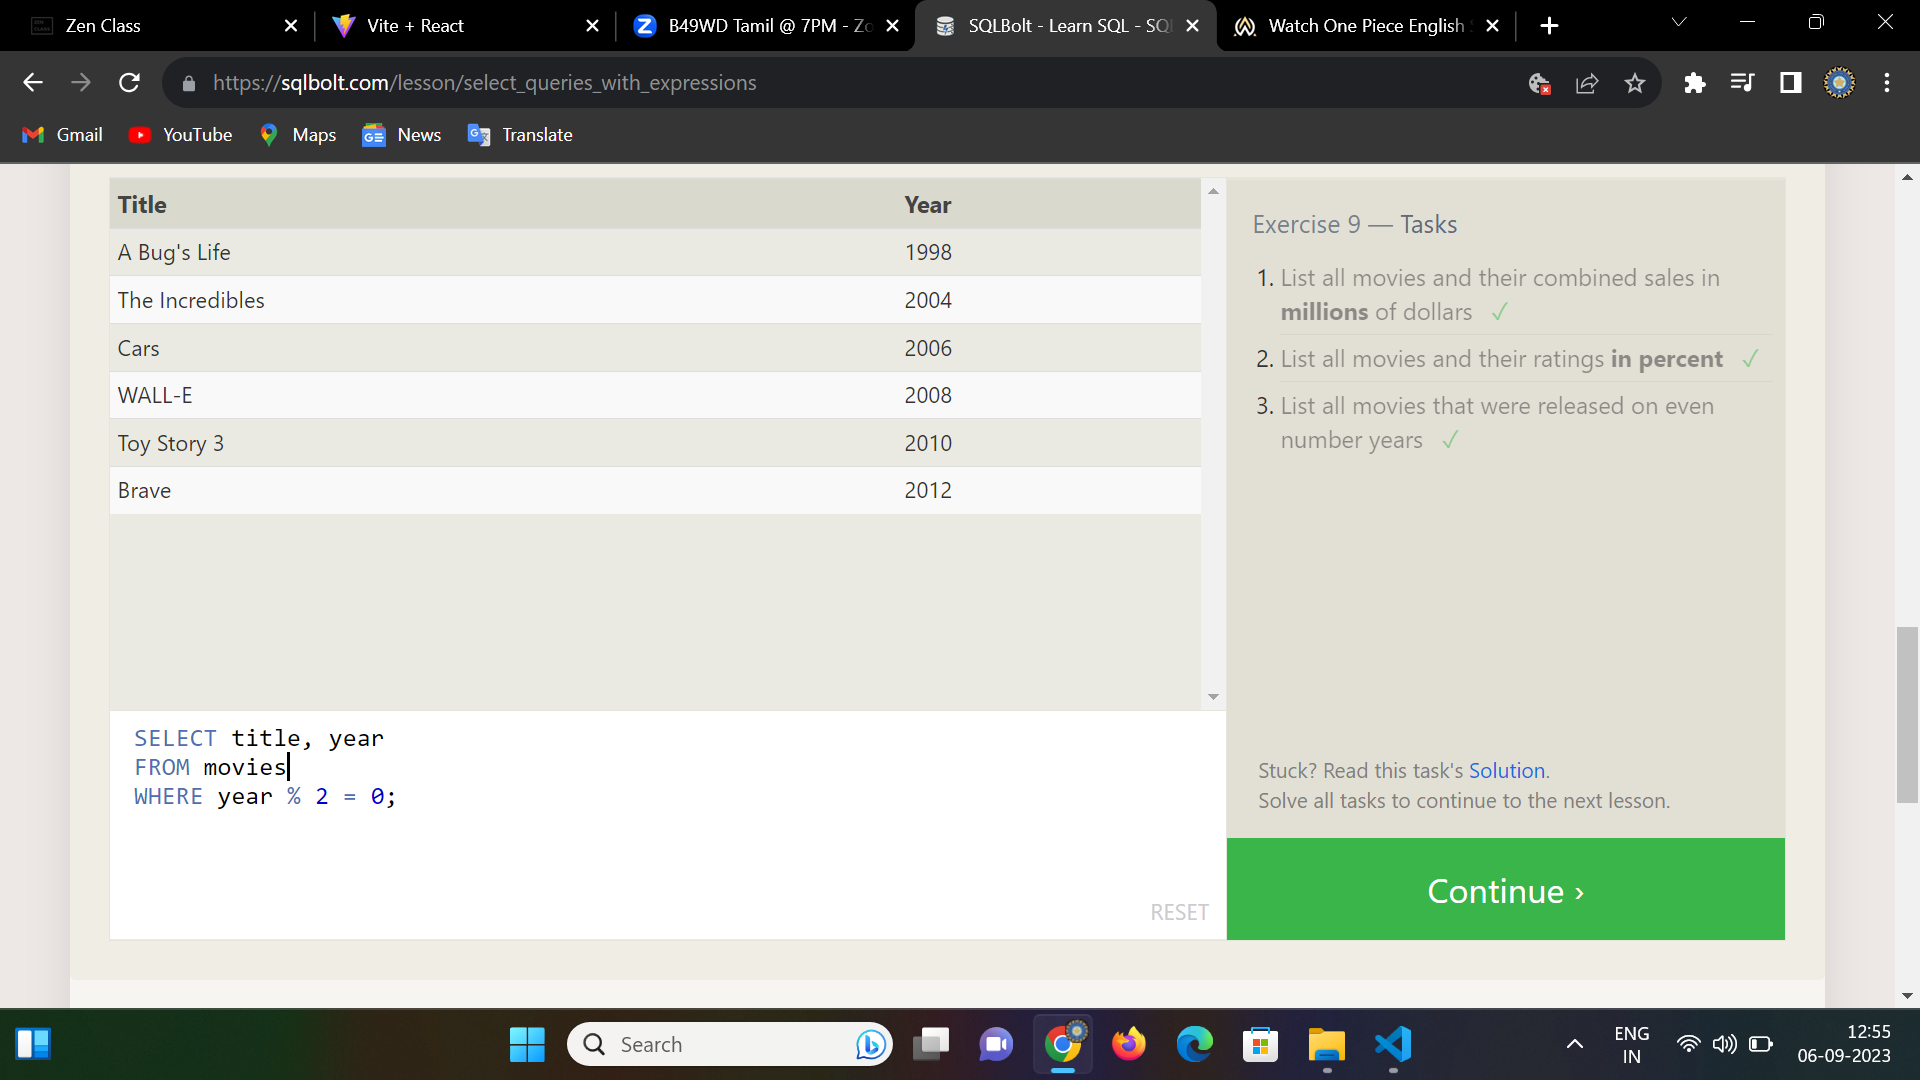 Zen Class
Vite + React
B49WD Tamil @ 7PM - Zo
SQLBolt - Learn SQL - SQ
Watch One Piece English
https://sqlbolt.com/lesson/select_queries_with_expressions
Gmail
YouTube
Maps
News
Translate
Title Year
A Bug's Life 1998
The Incredibles 2004
Cars 2006
WALL-E 2008
Toy Story 3 2010
Brave 2012
SELECT title, year
FROM movies
WHERE year % 2 = 0;
RESET
Exercise 9 — Tasks
1. List all movies and their combined sales in
millions of dollars ✓
2. List all movies and their ratings in percent ✓
3. List all movies that were released on even
number years ✓
Stuck? Read this task's Solution.
Solve all tasks to continue to the next lesson.
Continue ›
Search
ENG
IN
12:55
06-09-2023